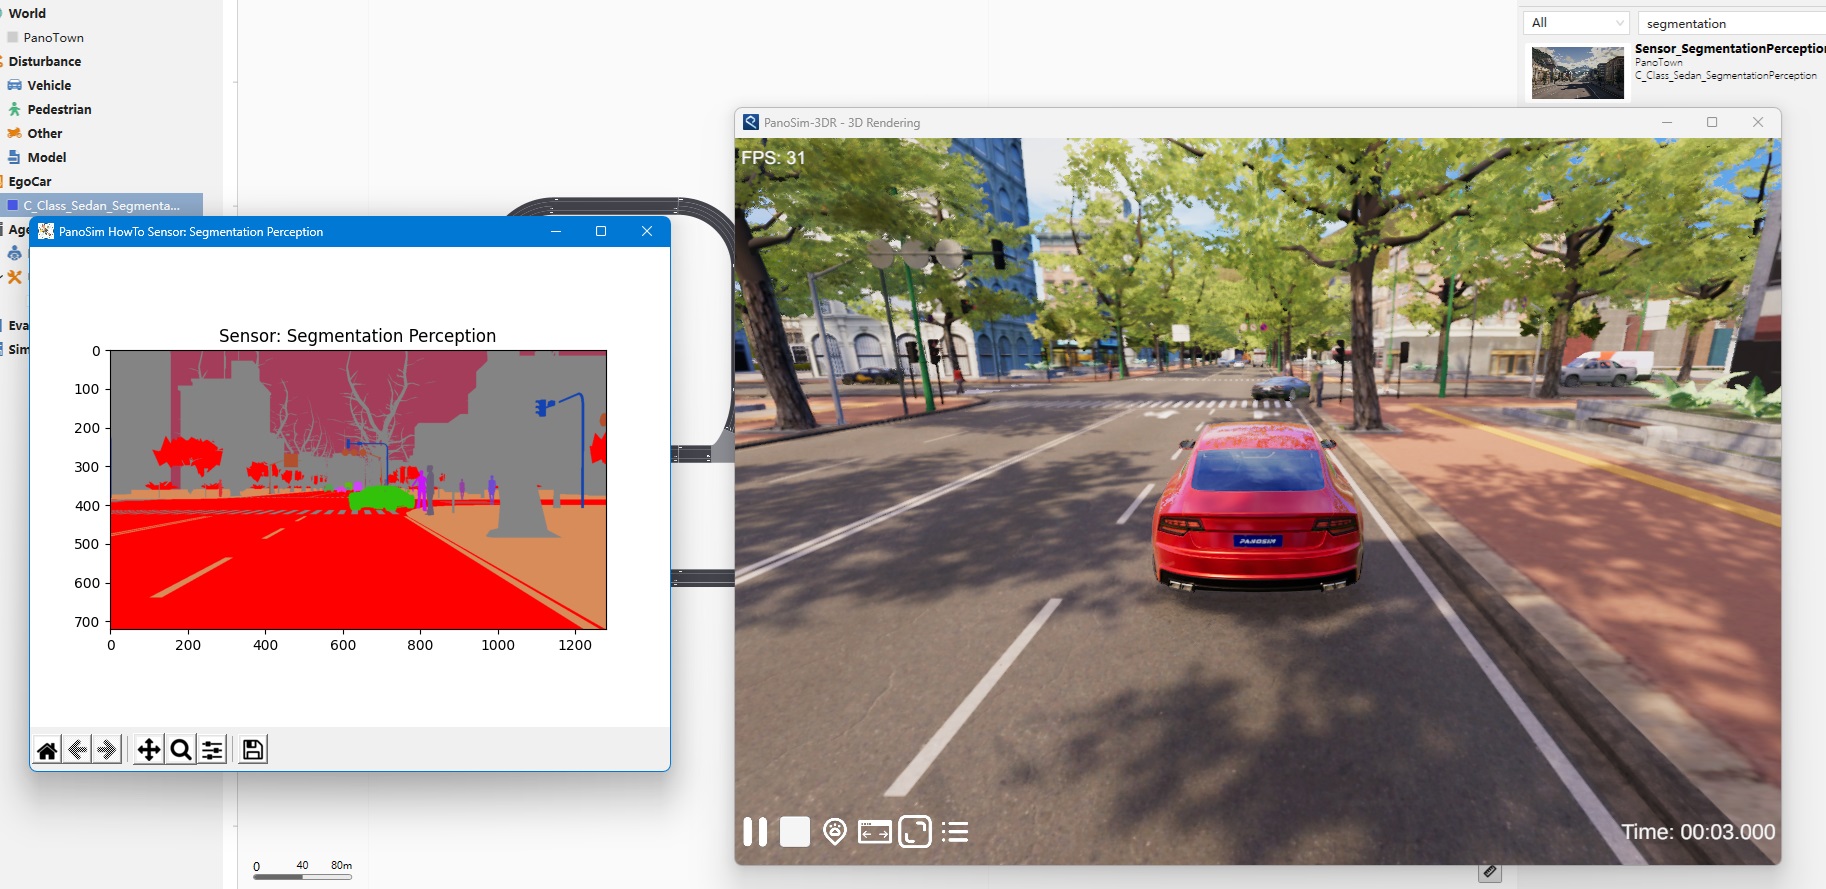 World
PanoTown
Disturbance
Vehicle
Pedestrian
Other
Model
EgoCar
C_Class_Sedan_Segmenta...
Age
Eva
Sim
PanoSim HowTo Sensor: Segmentation Perception
Sensor: Segmentation Perception
0
100
200
300
400
500
600
700
0
200
400
600
800
1000
1200
0
40
80m
PanoSim-3DR - 3D Rendering
FPS: 31
PANOSIM
Time: 00:03.000
All
segmentation
Sensor_SegmentationPerception
PanoTown
C_Class_Sedan_SegmentationPerception